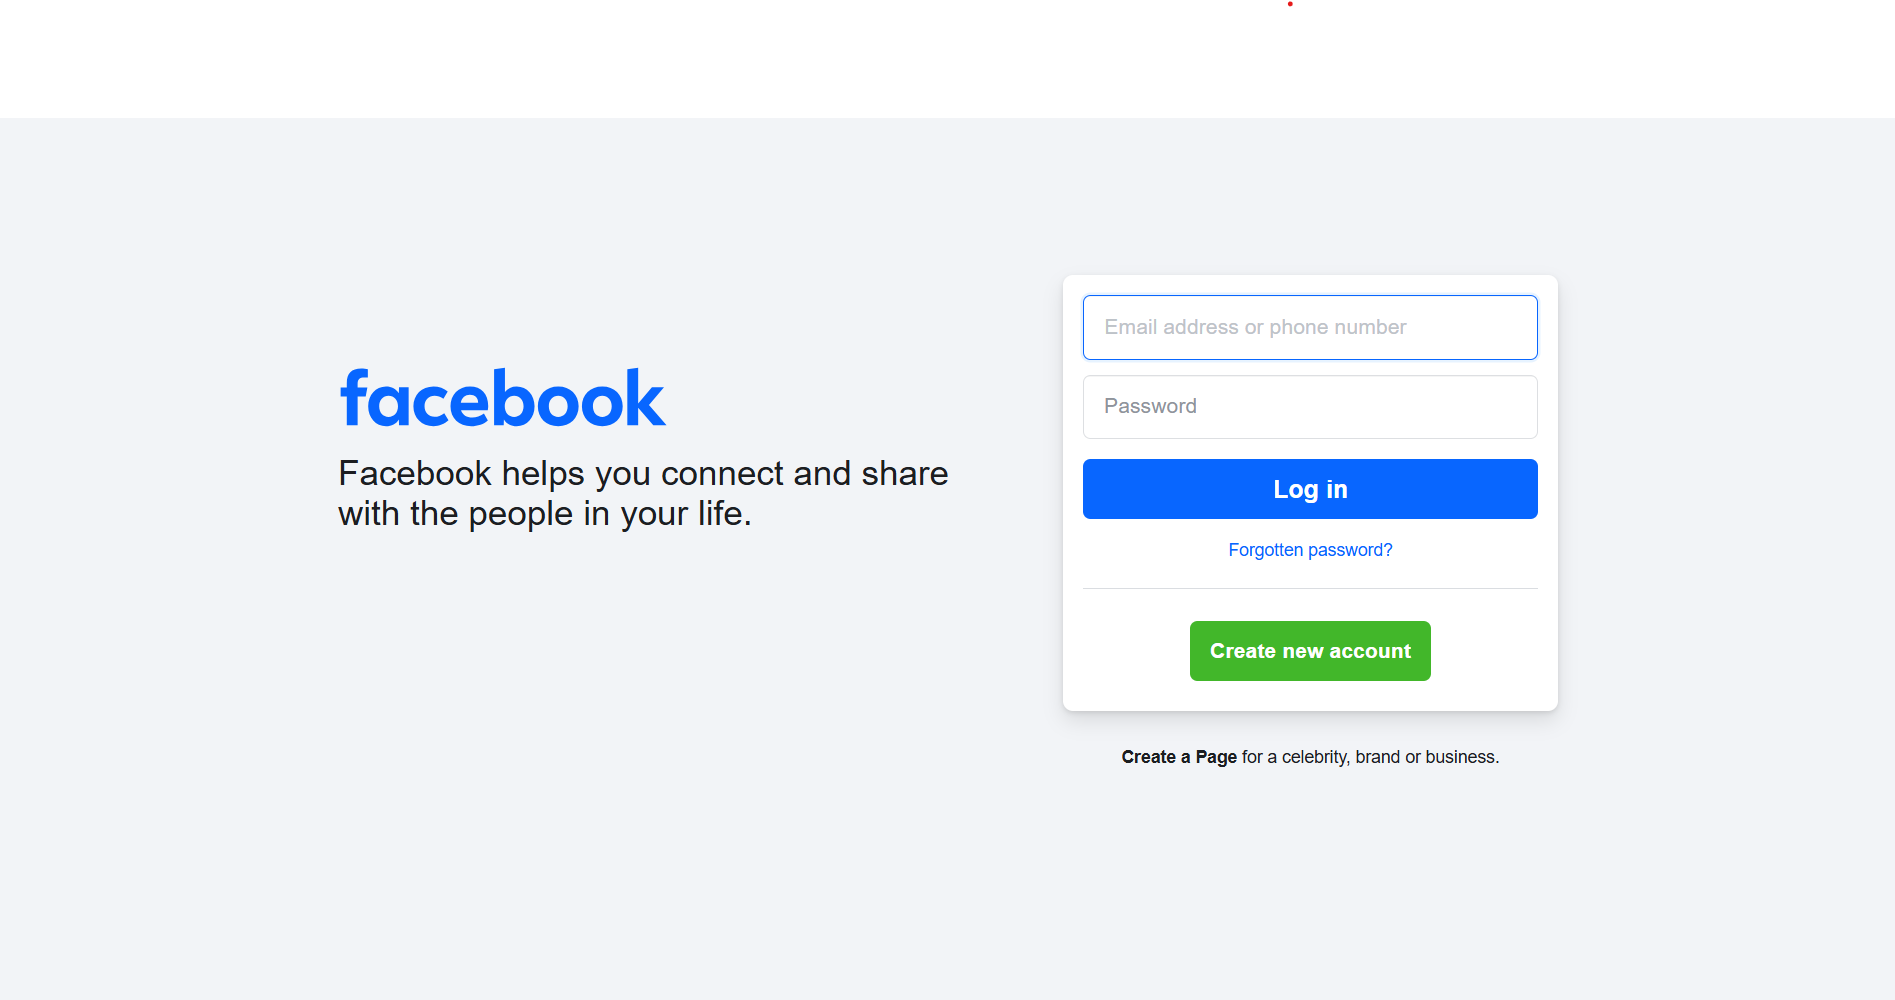 facebook
Facebook helps you connect and share
with the people in your life.
Email address or phone number
Password
Log in
Forgotten password?
Create new account
Create a Page for a celebrity, brand or business.